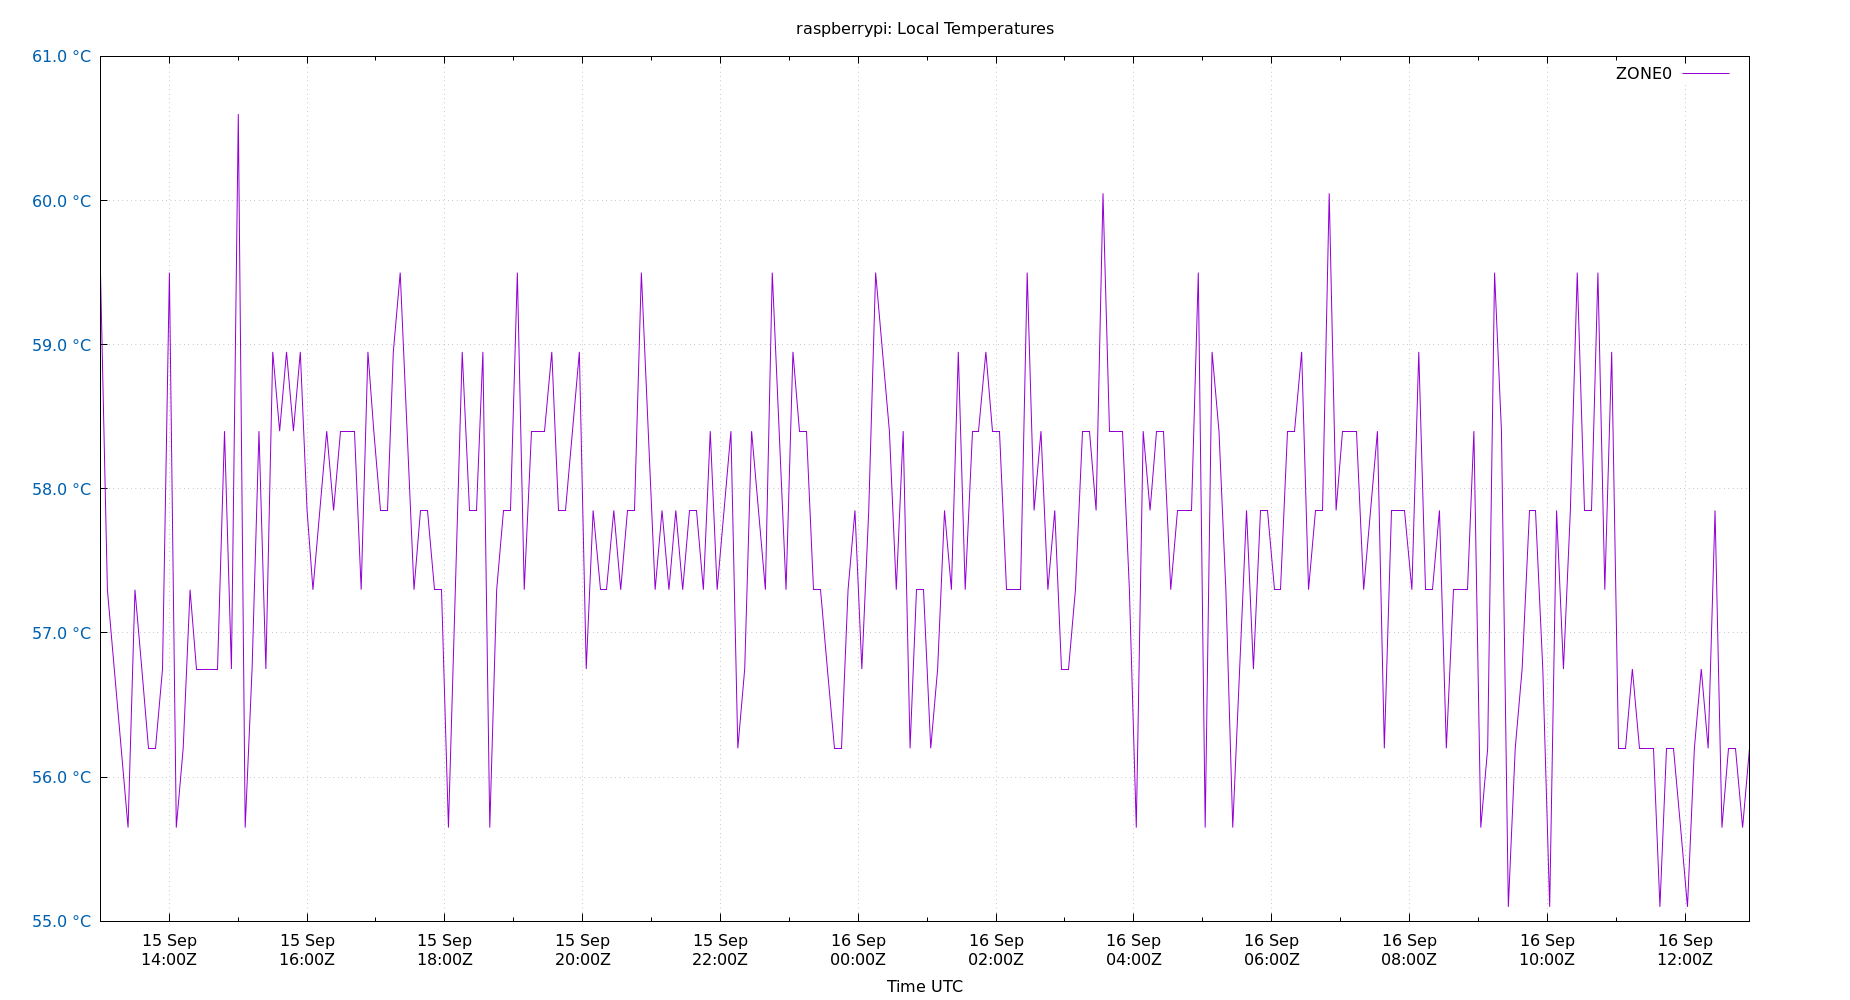 raspberrypi: Local Temperatures
61.0 °C
ZONE0
60.0 °C
59.0 °C
58.0 °C
57.0 °C
56.0 °C
55.0 °C
15 Sep 15 Sep 15 Sep 15 Sep 15 Sep 16 Sep 16 Sep 16 Sep 16 Sep 16 Sep 16 Sep 16 Sep
14:00Z 16:00Z 18:00Z 20:00Z 22:00Z 00:00Z 02:00Z 04:00Z 06:00Z 08:00Z 10:00Z 12:00Z
Time UTC